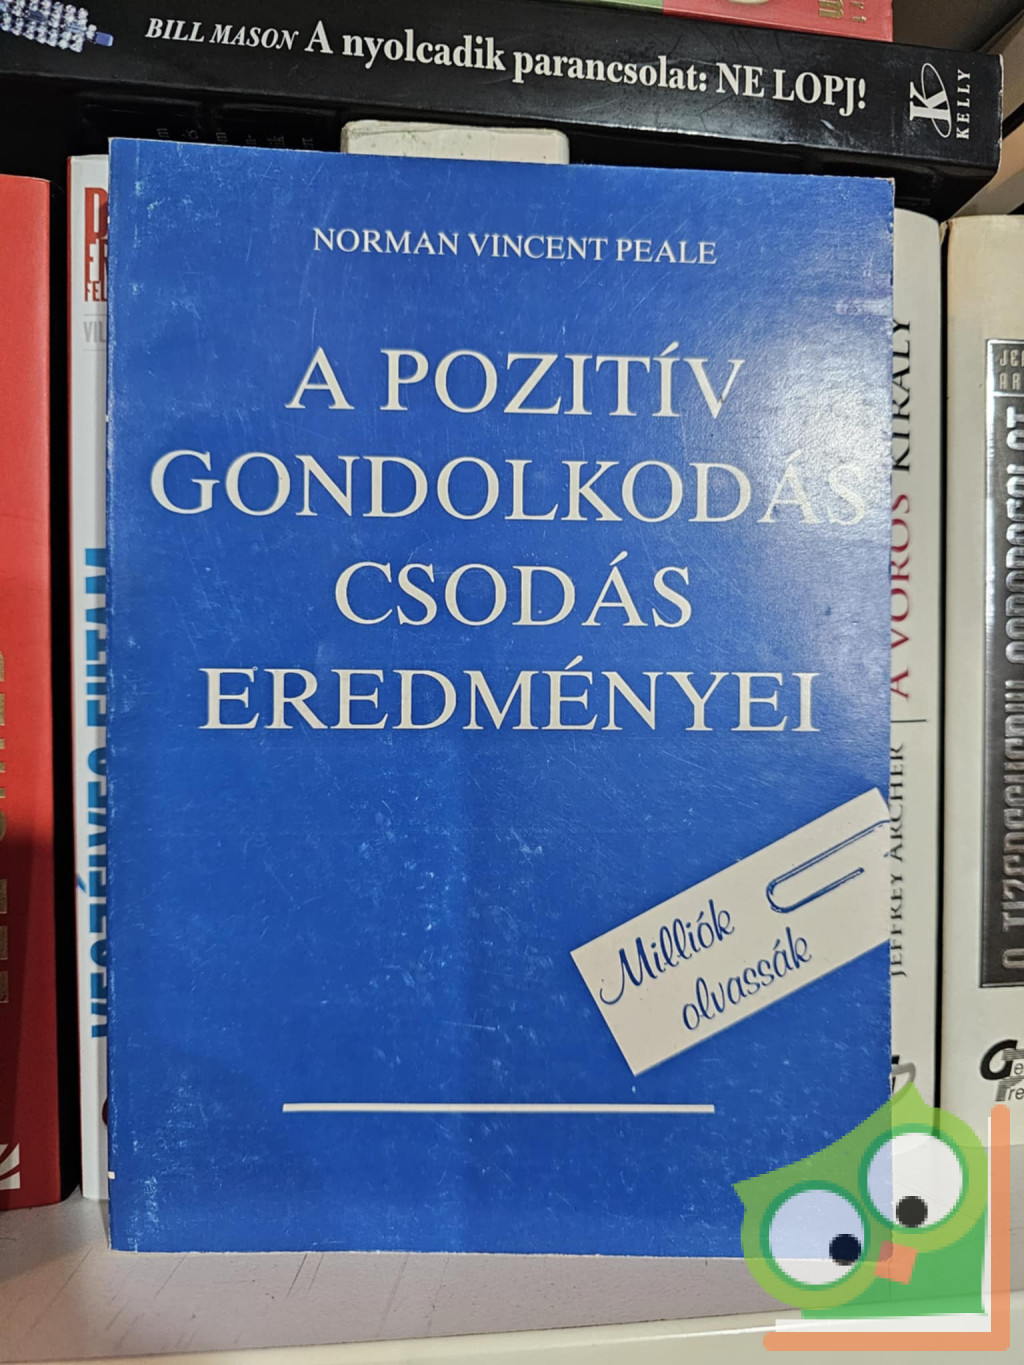 BILL MASON A nyolcadik parancsolat: NE LOPJ!
K
KELLY
NORMAN VINCENT PEALE
A POZITÍV
GONDOLKODÁS
CSODÁS
EREDMÉNYEI
Milliók
olvassák
JEFFREY ARCHER | A VÖRÖS KIRÁLY